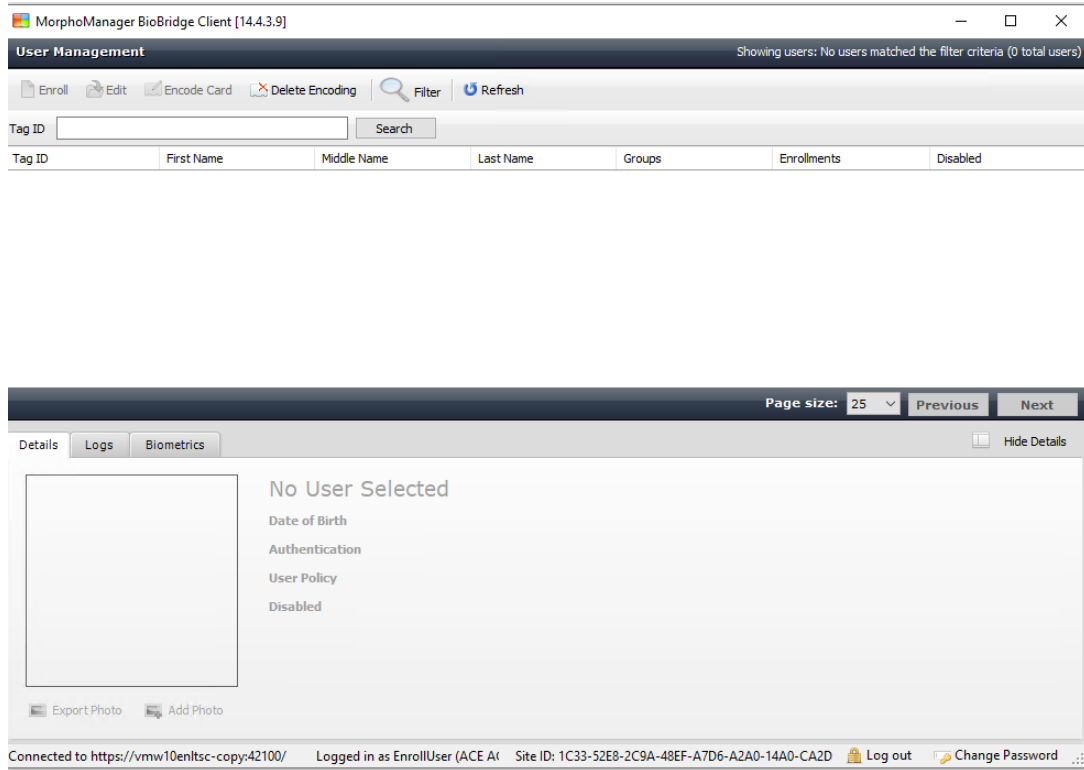 MorphoManager BioBridge Client [14.4.3.9]
User Management Showing users: No users matched the filter criteria (0 total users)
Enroll Edit Encode Card Delete Encoding Filter Refresh
Tag ID Search
Tag ID First Name Middle Name Last Name Groups Enrollments Disabled
Page size: 25 Previous Next
Details Logs Biometrics Hide Details
No User Selected
Date of Birth
Authentication
User Policy
Disabled
Export Photo Add Photo
Connected to https://vmw10enltsc-copy:42100/ Logged in as EnrollUser (ACE Site ID: 1C33-52E8-2C9A-48EF-A7D6-A2A0-14A0-CA2D Log out Change Password